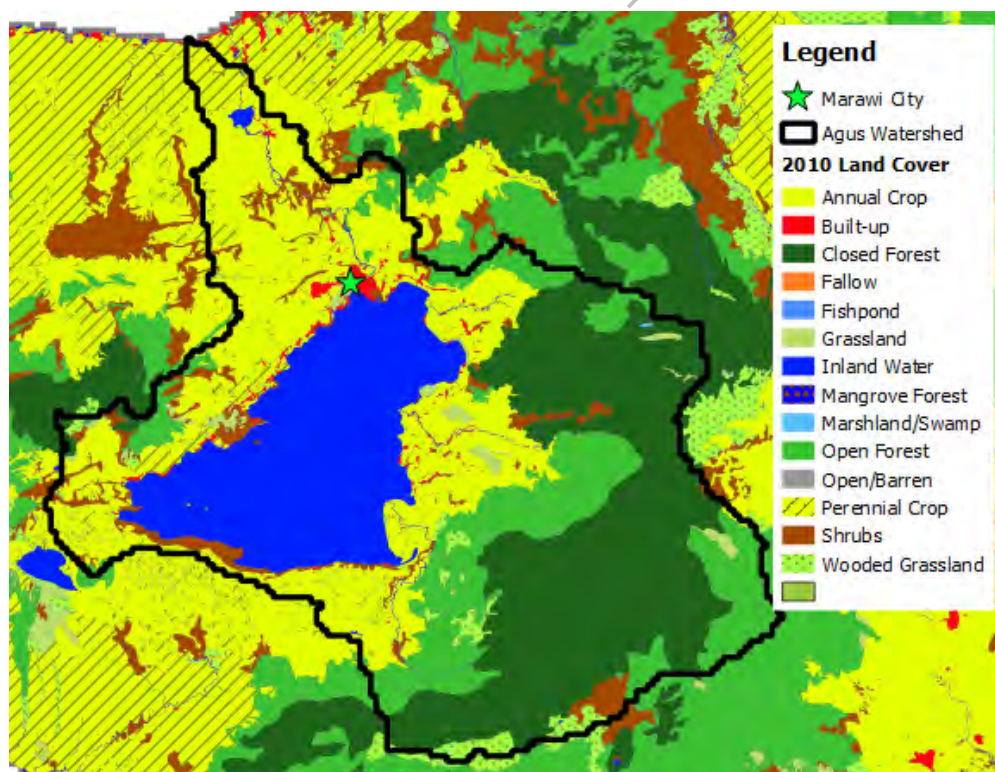 Legend
Marawi City
Agus Watershed
2010 Land Cover
Annual Crop
Built-up
Closed Forest
Fallow
Fishpond
Grassland
Inland Water
Mangrove Forest
Marshland/Swamp
Open Forest
Open/Barren
Perennial Crop
Shrubs
Wooded Grassland